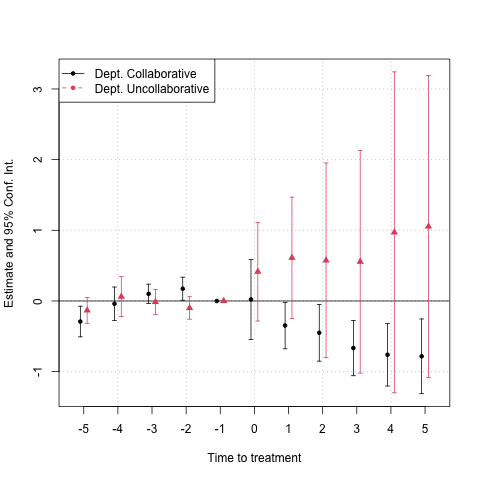 Dept. Collaborative
Dept. Uncollaborative
Estimate and 95% Conf. Int.
3
2
1
0
-1
-5 -4 -3 -2 -1 0 1 2 3 4 5
Time to treatment